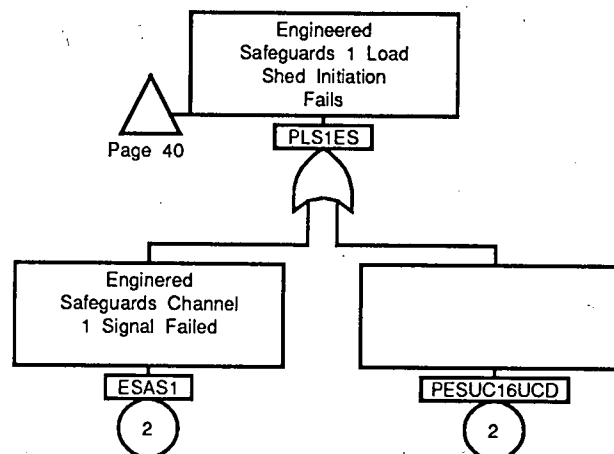 Engineered
Safeguards 1 Load
Shed Initiation
Fails
Page 40
PLS1ES
Enginered
Safeguards Channel
1 Signal Failed
ESAS1
PESUC16UCD
2
2